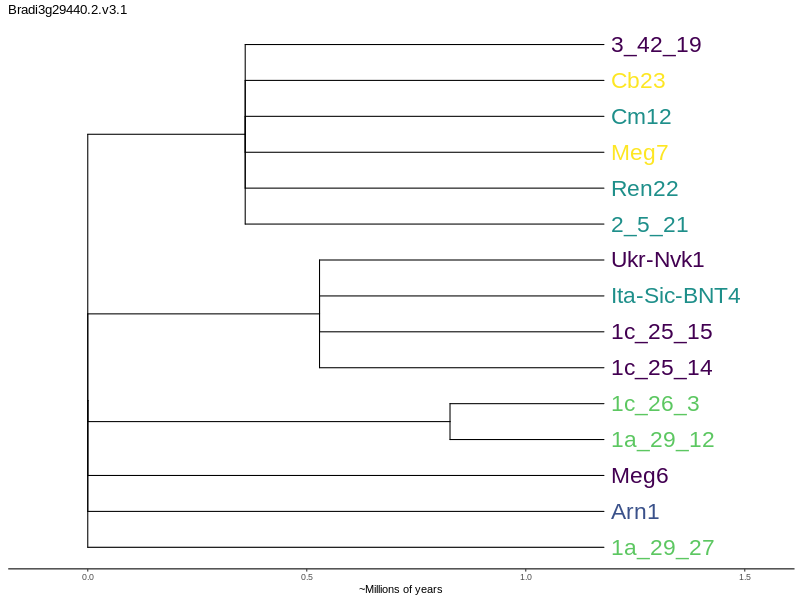 Bradi3g29440.2.v3.1
3_42_19
Cb23
Cm12
Meg7
Ren22
2_5_21
Ukr-Nvk1
Ita-Sic-BNT4
1c_25_15
1c_25_14
1c_26_3
1a_29_12
Meg6
Arn1
1a_29_27
0.0 0.5 1.0 1.5
~Millions of years